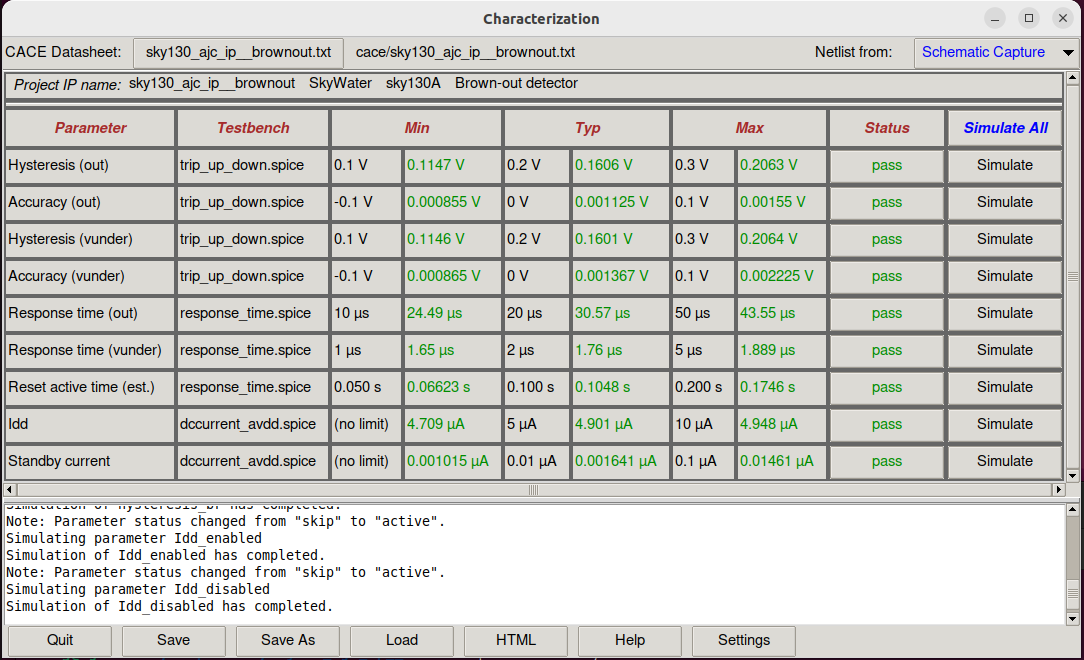 Characterization
CACE Datasheet: sky130_ajc_ip__brownout.txt cace/sky130_ajc_ip__brownout.txt Netlist from: Schematic Capture
Project IP name: sky130_ajc_ip__brownout SkyWater sky130A Brown-out detector
Parameter Testbench Min Typ Max Status Simulate All
Hysteresis (out) trip_up_down.spice 0.1 V 0.1147 V 0.2 V 0.1606 V 0.3 V 0.2063 V pass Simulate
Accuracy (out) trip_up_down.spice -0.1 V 0.000855 V 0 V 0.001125 V 0.1 V 0.00155 V pass Simulate
Hysteresis (vunder) trip_up_down.spice 0.1 V 0.1146 V 0.2 V 0.1601 V 0.3 V 0.2064 V pass Simulate
Accuracy (vunder) trip_up_down.spice -0.1 V 0.000865 V 0 V 0.001367 V 0.1 V 0.002225 V pass Simulate
Response time (out) response_time.spice 10 µs 24.49 µs 20 µs 30.57 µs 50 µs 43.55 µs pass Simulate
Response time (vunder) response_time.spice 1 µs 1.65 µs 2 µs 1.76 µs 5 µs 1.889 µs pass Simulate
Reset active time (est.) response_time.spice 0.050 s 0.06623 s 0.100 s 0.1048 s 0.200 s 0.1746 s pass Simulate
Idd dccurrent_avdd.spice (no limit) 4.709 µA 5 µA 4.901 µA 10 µA 4.948 µA pass Simulate
Standby current dccurrent_avdd.spice (no limit) 0.001015 µA 0.01 µA 0.001641 µA 0.1 µA 0.01461 µA pass Simulate
Simulation of hysteresis_br has completed.
Note: Parameter status changed from "skip" to "active".
Simulating parameter Idd_enabled
Simulation of Idd_enabled has completed.
Note: Parameter status changed from "skip" to "active".
Simulating parameter Idd_disabled
Simulation of Idd_disabled has completed.
Quit Save Save As Load HTML Help Settings